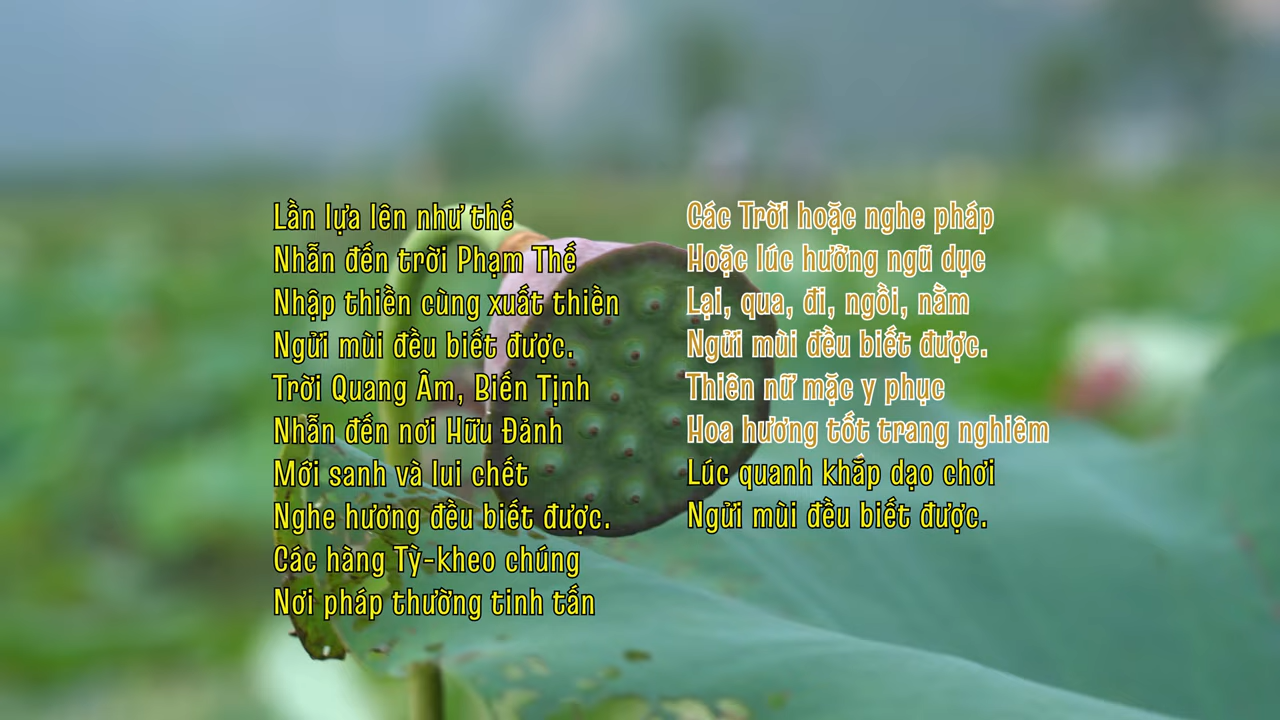 Lần lựa lên như thế
Nhẫn đến trời Phạm Thế
Nhập thiền cùng xuất thiền
Ngửi mùi đều biết được.
Trời Quang Âm, Biến Tịnh
Nhẫn đến nơi Hữu Đảnh
Mới sanh và lui chết
Nghe hương đều biết được.
Các hàng Tỳ-kheo chúng
Nơi pháp thường tinh tấn
Các Trời hoặc nghe pháp
Hoặc lúc hưởng ngũ dục
Lại, qua, đi, ngồi, nằm
Ngửi mùi đều biết được.
Thiên nữ mặc y phục
Hoa hương tốt trang nghiêm
Lúc quanh khắp dạo chơi
Ngửi mùi đều biết được.